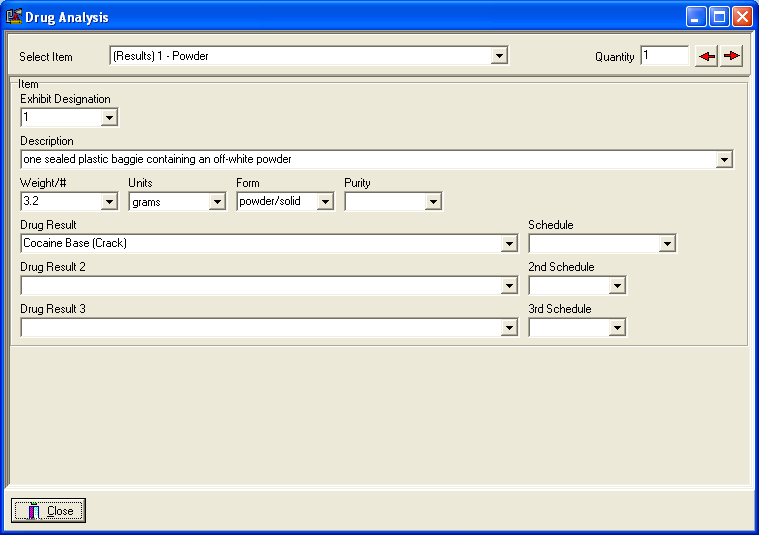 Drug Analysis
Select Item (Results) 1 - Powder Quantity 1
Item
Exhibit Designation
1
Description
one sealed plastic baggie containing an off-white powder
Weight/# Units Form Purity
3.2 grams powder/solid
Drug Result Schedule
Cocaine Base (Crack)
Drug Result 2 2nd Schedule
Drug Result 3 3rd Schedule
Close